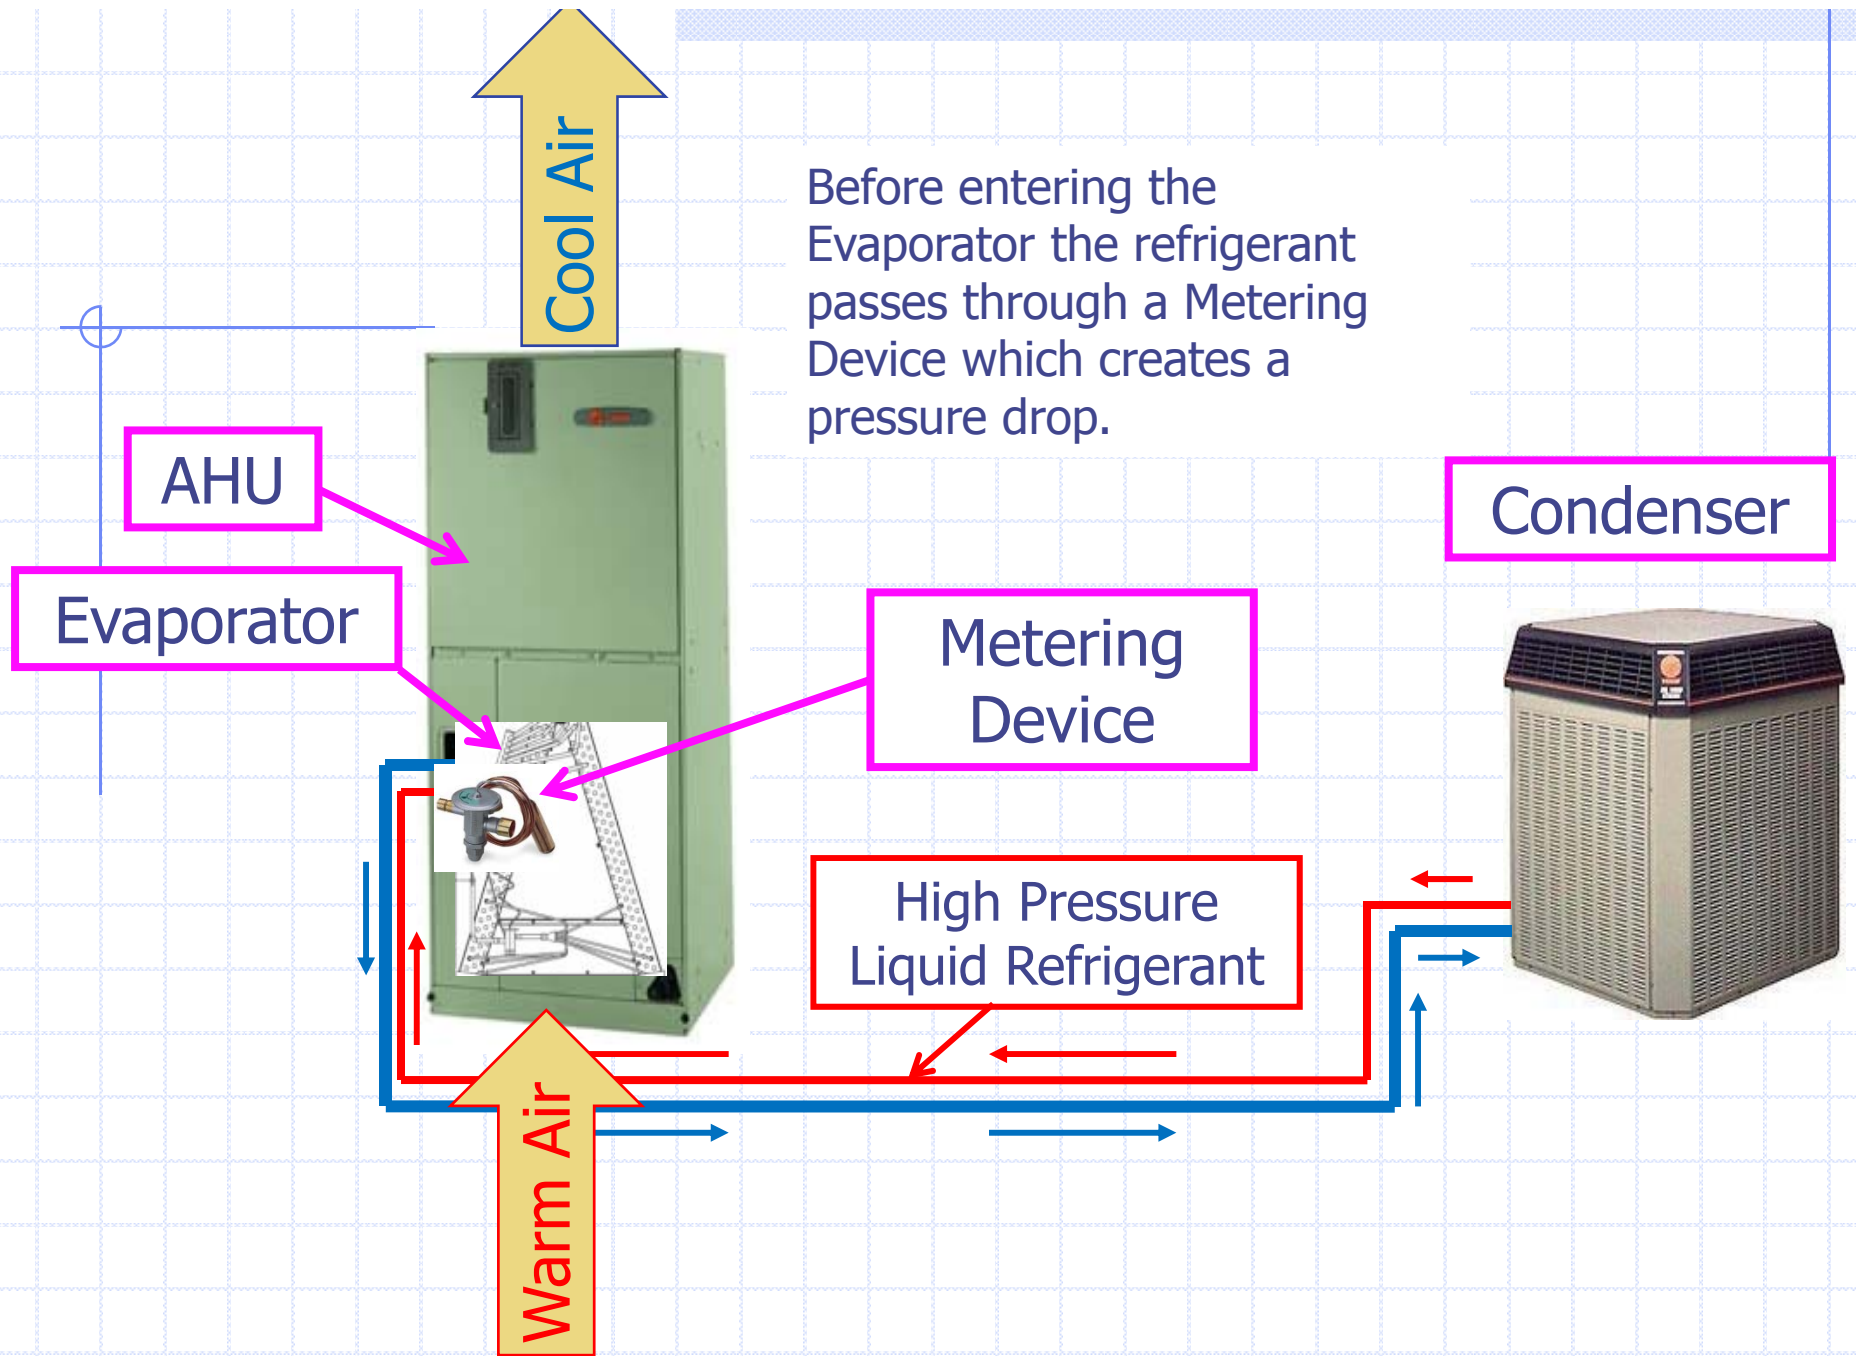 Cool Air
Before entering the
Evaporator the refrigerant
passes through a Metering
Device which creates a
pressure drop.
AHU
Condenser
Evaporator
Metering
Device
High Pressure
Liquid Refrigerant
Warm Air